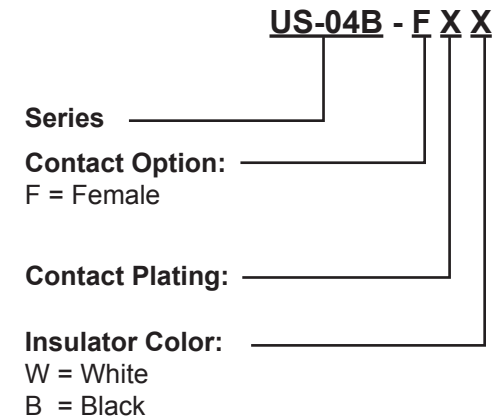 US-04B - F X X
Series
Contact Option:
F = Female
Contact Plating:
Insulator Color:
W = White
B = Black